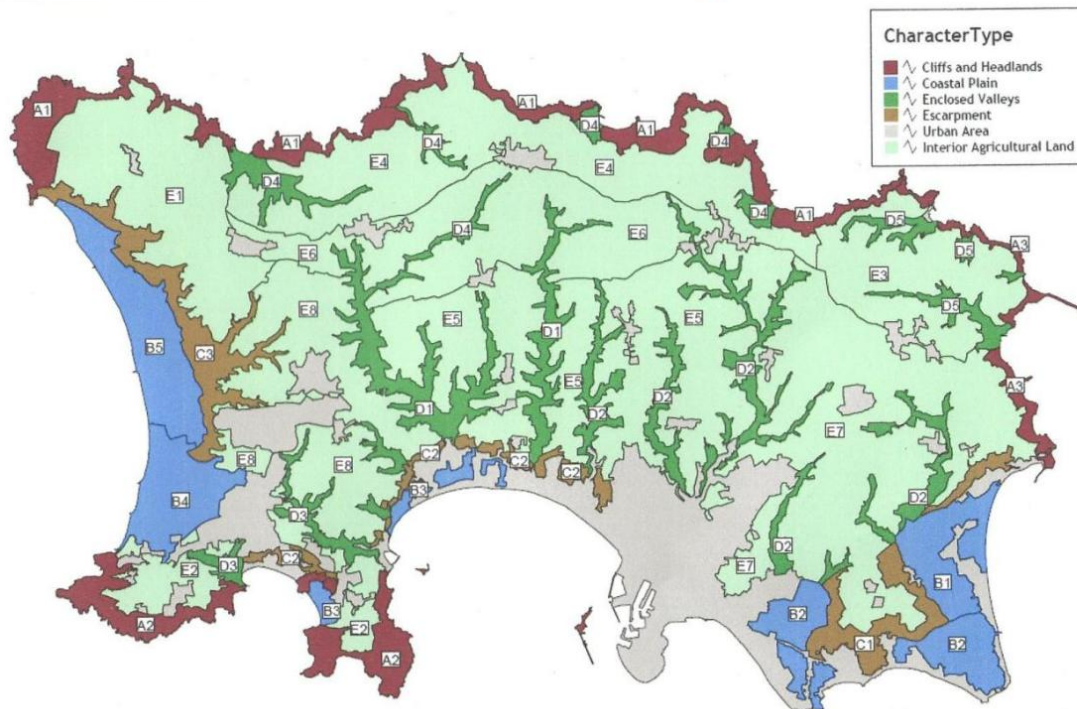 CharacterType
Cliffs and Headlands
Coastal Plain
Enclosed Valleys
Escarpment
Urban Area
Interior Agricultural Land
A1
A1
A1
A1
D4
D4
D4
E4
E4
D4
E1
D4
A1
D5
D4
E6
E6
D5
A3
E3
E8
E5
E5
D5
D1
B5
C3
D2
E5
A3
D1
D2
D2
E7
C2
E8
E8
C2
C2
B3
B4
D2
D3
C2
D2
E7
E2
D3
B1
B3
B2
A2
E2
C1
B2
A2